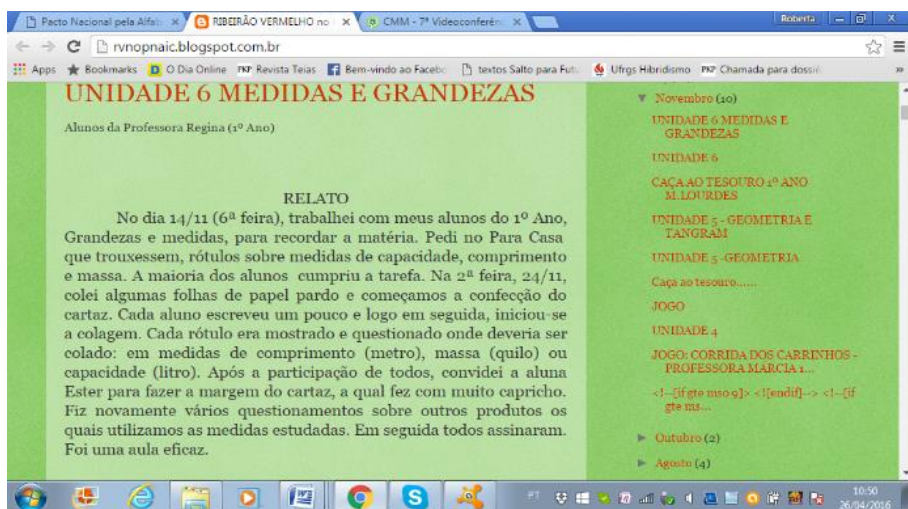 Pacto Nacional pela Alfab
RIBEIRÃO VERMELHO no
CMM - 7ª Videoconferên
Roberta
rvnopnaic.blogspot.com.br
Apps Bookmarks O Dia Online PKP Revista Teias Bem-vindo ao Facebo textos Salto para Futu Ufrgs Hibridismo PKP Chamada para dossiê »
UNIDADE 6 MEDIDAS E GRANDEZAS
Alunos da Professora Regina (1º Ano)
RELATO
No dia 14/11 (6ª feira), trabalhei com meus alunos do 1º Ano,
Grandezas e medidas, para recordar a matéria. Pedi no Para Casa
que trouxessem, rótulos sobre medidas de capacidade, comprimento
e massa. A maioria dos alunos cumpriu a tarefa. Na 2ª feira, 24/11,
colei algumas folhas de papel pardo e começamos a confecção do
cartaz. Cada aluno escreveu um pouco e logo em seguida, iniciou-se
a colagem. Cada rótulo era mostrado e questionado onde deveria ser
colado: em medidas de comprimento (metro), massa (quilo) ou
capacidade (litro). Após a participação de todos, convidei a aluna
Ester para fazer a margem do cartaz, a qual fez com muito capricho.
Fiz novamente vários questionamentos sobre outros produtos os
quais utilizamos as medidas estudadas. Em seguida todos assinaram.
Foi uma aula eficaz.
▼ Novembro (10)
UNIDADE 6 MEDIDAS E
GRANDEZAS
UNIDADE 6
CAÇA AO TESOURO 1º ANO
M.LOURDES
UNIDADE 5 - GEOMETRIA E
TANGRAM
UNIDADE 5 -GEOMETRIA
Caça ao tesouro......
JOGO
UNIDADE 4
JOGO: CORRIDA DOS CARRINHOS -
PROFESSORA MARCIA 1...
<!--[if gte mso 9]> <![endif]--> <!--[if
gte ms...
► Outubro (2)
► Agosto (4)
PT
10:50
26/04/2016